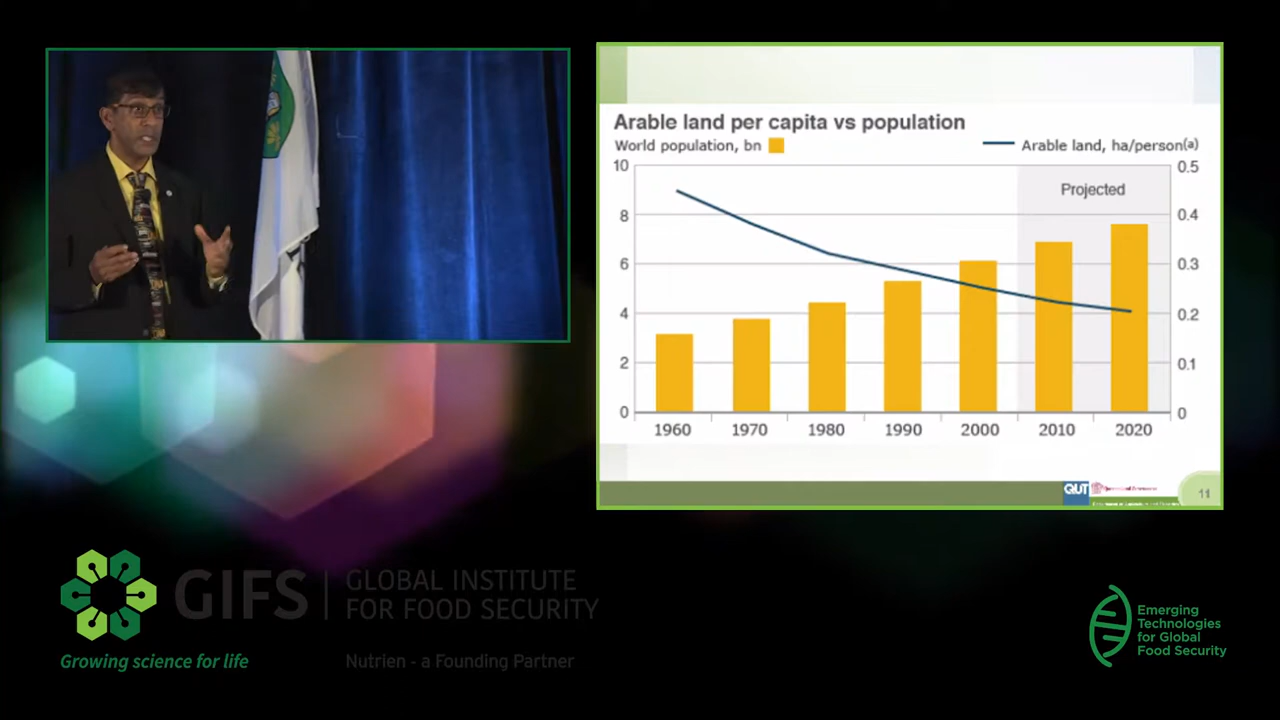 Arable land per capita vs population
World population, bn
Arable land, ha/person(a)
10
8
6
4
2
0
Projected
0.5
0.4
0.3
0.2
0.1
0
1960 1970 1980 1990 2000 2010 2020
QUT
11
GIFS
GLOBAL INSTITUTE
FOR FOOD SECURITY
Growing science for life
Nutrien - a Founding Partner
Emerging
Technologies
for Global
Food Security